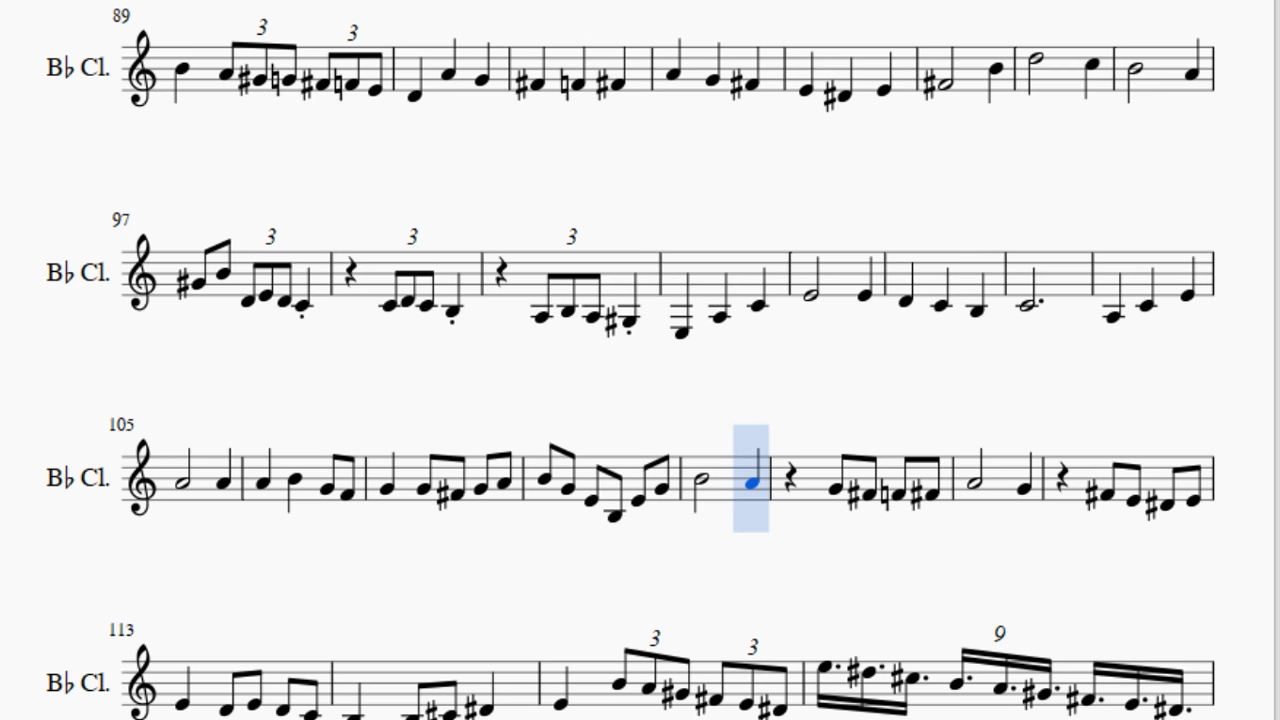 89
3 3
B♭ Cl.
97
3 3 3
B♭ Cl.
105
B♭ Cl.
113
3 3 9
B♭ Cl.